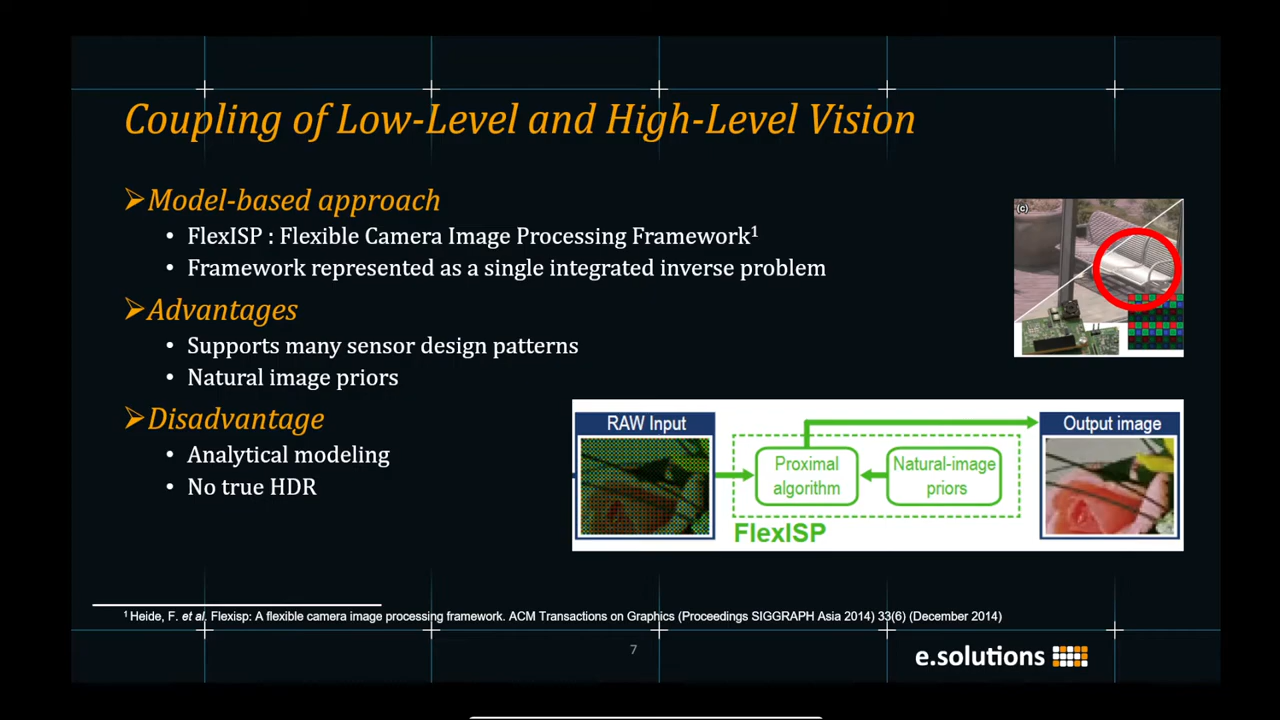 Coupling of Low-Level and High-Level Vision
➢Model-based approach
• FlexISP : Flexible Camera Image Processing Framework¹
• Framework represented as a single integrated inverse problem
(c)
➢Advantages
• Supports many sensor design patterns
• Natural image priors
➢Disadvantage
• Analytical modeling
• No true HDR
RAW Input
Proximal
algorithm
Natural-image
priors
FlexISP
Output image
¹ Heide, F. et al. Flexisp: A flexible camera image processing framework. ACM Transactions on Graphics (Proceedings SIGGRAPH Asia 2014) 33(6) (December 2014)
7
e.solutions